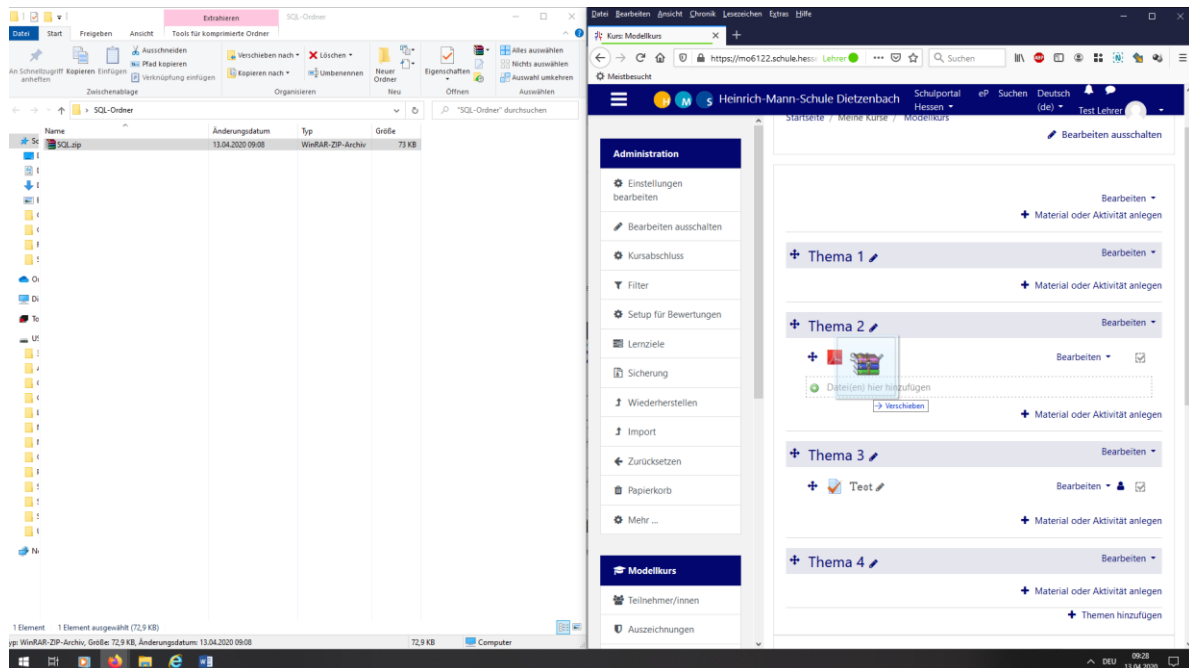 Extrahieren
SQL-Ordner
Datei
Start
Freigeben
Ansicht
Tools für komprimierte Ordner
An Schnellzugriff anheften
Kopieren
Einfügen
Ausschneiden
Pfad kopieren
Verknüpfung einfügen
Verschieben nach
Kopieren nach
Löschen
Umbenennen
Neuer Ordner
Eigenschaften
Alles auswählen
Nichts auswählen
Auswahl umkehren
Zwischenablage
Organisieren
Neu
Öffnen
Auswählen
SQL-Ordner
"SQL-Ordner" durchsuchen
Name
Änderungsdatum
Typ
Größe
SQL.zip
13.04.2020 09:08
WinRAR-ZIP-Archiv
73 KB
1 Element
1 Element ausgewählt (72,9 KB)
yp: WinRAR-ZIP-Archiv, Größe: 72,9 KB, Änderungsdatum: 13.04.2020 09:08
72,9 KB
Computer
Datei Bearbeiten Ansicht Chronik Lesezeichen Extras Hilfe
Kurs: Modellkurs
https://mo6122.schule.hess
Lehrer
Suchen
Meistbesucht
H M S Heinrich-Mann-Schule Dietzenbach
Schulportal Hessen
eP
Suchen
Deutsch (de)
Test Lehrer
Startseite / Meine Kurse / Modellkurs
Bearbeiten ausschalten
Administration
Einstellungen bearbeiten
Bearbeiten ausschalten
Kursabschluss
Filter
Setup für Bewertungen
Lernziele
Sicherung
Wiederherstellen
Import
Zurücksetzen
Papierkorb
Mehr ...
Modellkurs
Teilnehmer/innen
Auszeichnungen
Bearbeiten
Material oder Aktivität anlegen
Thema 1
Bearbeiten
Material oder Aktivität anlegen
Thema 2
Bearbeiten
Bearbeiten
Datei(en) hier hinzufügen
Verschieben
Material oder Aktivität anlegen
Thema 3
Bearbeiten
Test
Bearbeiten
Material oder Aktivität anlegen
Thema 4
Bearbeiten
Material oder Aktivität anlegen
Themen hinzufügen
DEU
09:28
13.04.2020